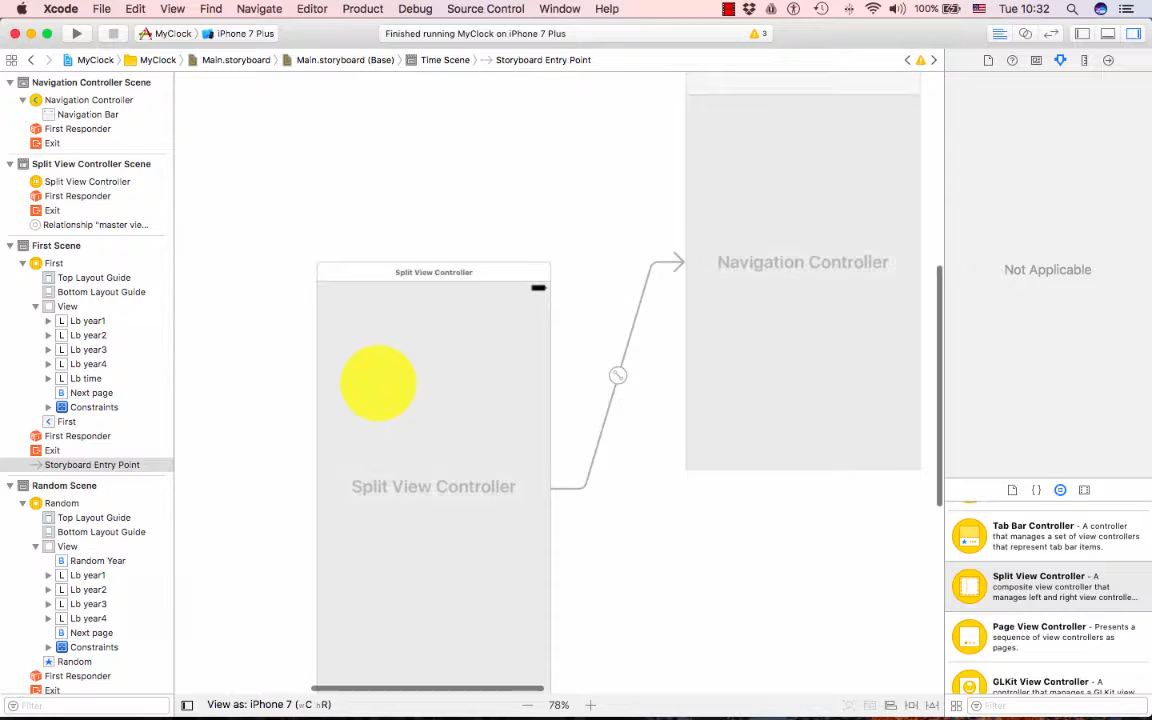 Xcode File Edit View Find Navigate Editor Product Debug Source Control Window Help 100% Tue 10:32
MyClock iPhone 7 Plus Finished running MyClock on iPhone 7 Plus 3
MyClock MyClock Main.storyboard Main.storyboard (Base) Time Scene Storyboard Entry Point
Navigation Controller Scene
Navigation Controller
Navigation Bar
First Responder
Exit
Split View Controller Scene
Split View Controller
First Responder
Exit
Relationship "master vie...
First Scene
First
Top Layout Guide
Bottom Layout Guide
View
L Lb year1
L Lb year2
L Lb year3
L Lb year4
L Lb time
B Next page
Constraints
First
First Responder
Exit
Storyboard Entry Point
Random Scene
Random
Top Layout Guide
Bottom Layout Guide
View
B Random Year
L Lb year1
L Lb year2
L Lb year3
L Lb year4
B Next page
Constraints
Random
First Responder
Exit
Filter
Split View Controller
Split View Controller
Navigation Controller
View as: iPhone 7 (wC hR) 78%
Not Applicable
Tab Bar Controller - A controller
that manages a set of view controllers
that represent tab bar items.
Split View Controller - A
composite view controller that
manages left and right view controlle...
Page View Controller - Presents a
sequence of view controllers as
pages.
GLKit View Controller - A
controller that manages a GLKit view
Filter